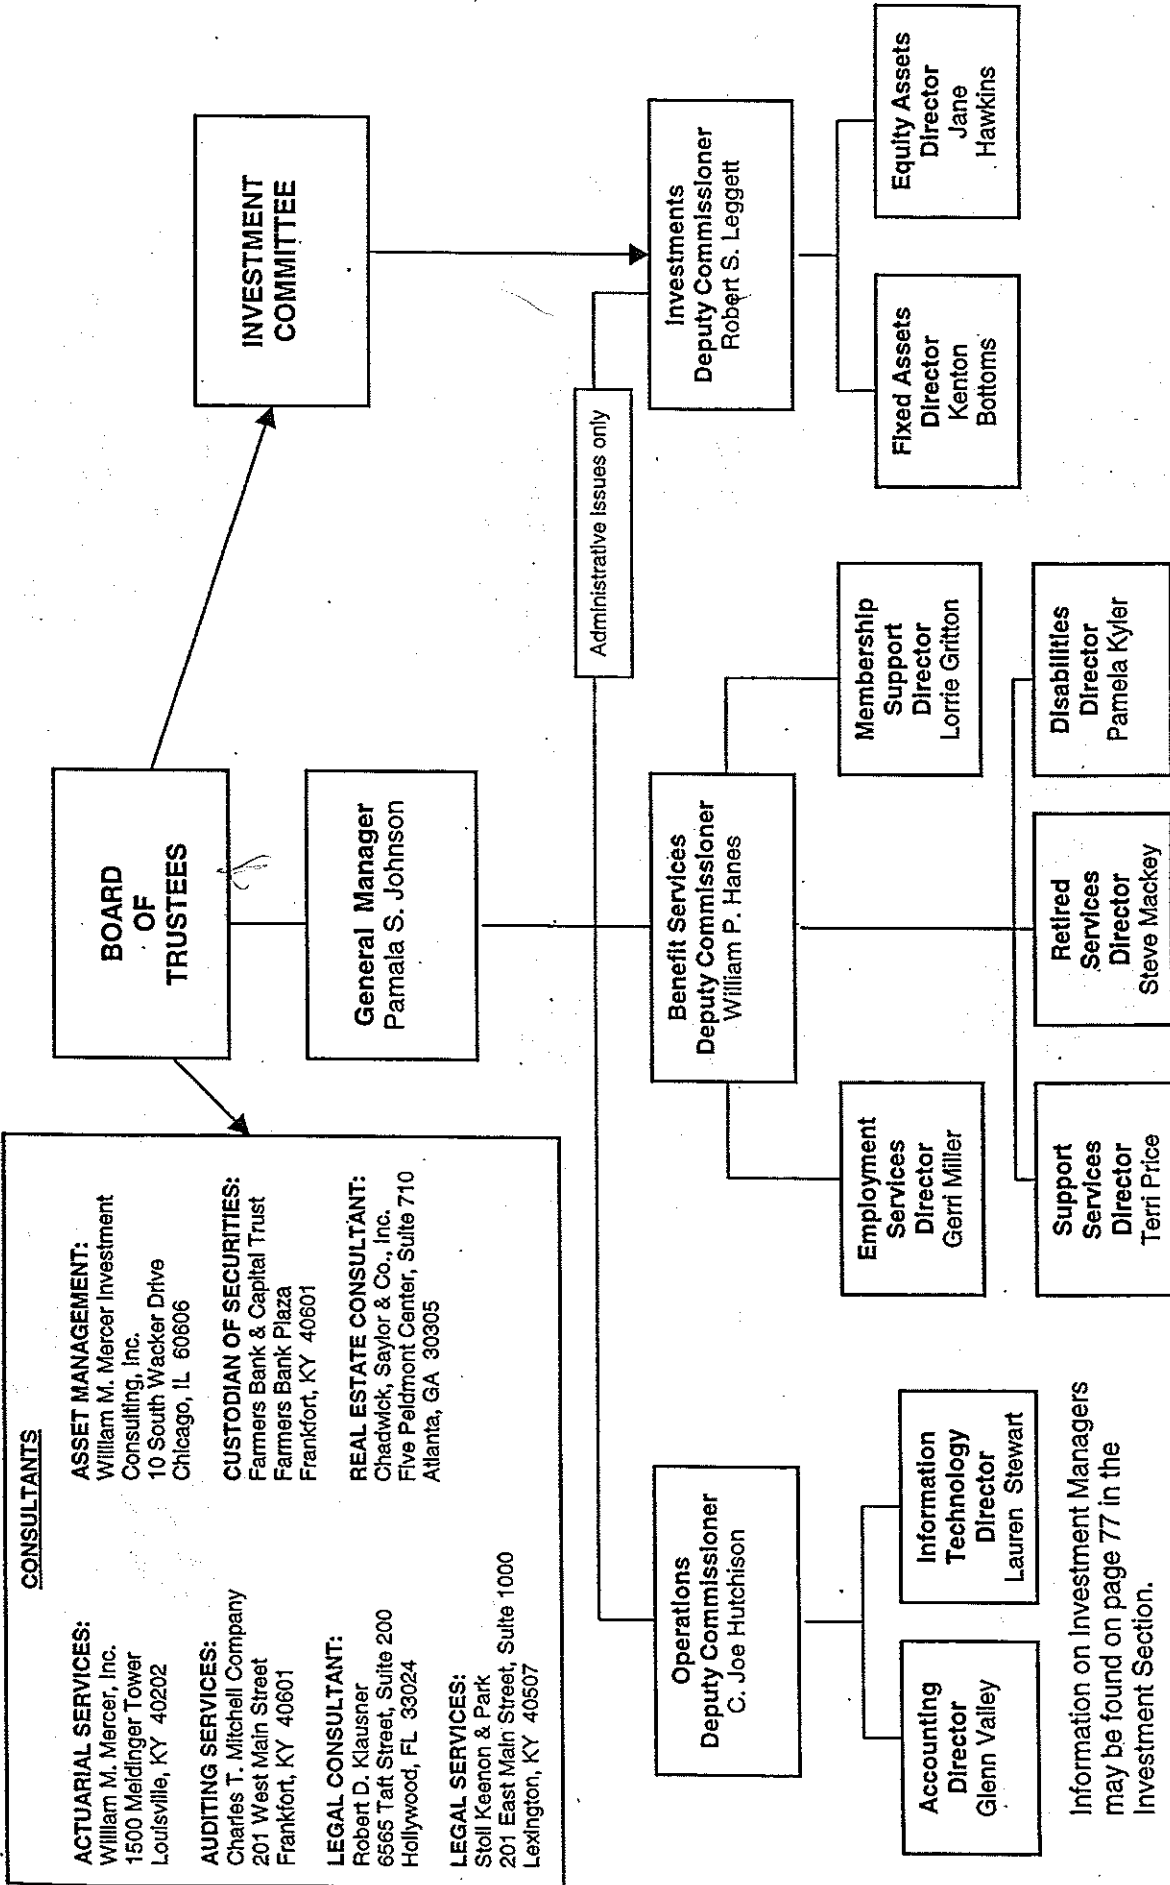 CONSULTANTS
ACTUARIAL SERVICES:
William M. Mercer, Inc.
1500 Meidinger Tower
Louisville, KY 40202
AUDITING SERVICES:
Charles T. Mitchell Company
201 West Main Street
Frankfort, KY 40601
LEGAL CONSULTANT:
Robert D. Klausner
6565 Taft Street, Suite 200
Hollywood, FL 33024
LEGAL SERVICES:
Stoll Keenon & Park
201 East Main Street, Suite 1000
Lexington, KY 40507
ASSET MANAGEMENT:
William M. Mercer Investment
Consulting, Inc.
10 South Wacker Drive
Chicago, IL 60606
CUSTODIAN OF SECURITIES:
Farmers Bank & Capital Trust
Farmers Bank Plaza
Frankfort, KY 40601
REAL ESTATE CONSULTANT:
Chadwick, Saylor & Co., Inc.
Five Peidmont Center, Suite 710
Atlanta, GA 30305
BOARD
OF
TRUSTEES
INVESTMENT
COMMITTEE
General Manager
Pamala S. Johnson
Administrative Issues only
Operations
Deputy Commissioner
C. Joe Hutchison
Benefit Services
Deputy Commissioner
William P. Hanes
Investments
Deputy Commissioner
Robert S. Leggett
Accounting
Director
Glenn Valley
Information
Technology
Director
Lauren Stewart
Employment
Services
Director
Gerri Miller
Membership
Support
Director
Lorrie Gritton
Fixed Assets
Director
Kenton
Bottoms
Equity Assets
Director
Jane
Hawkins
Support
Services
Director
Terri Price
Retired
Services
Director
Steve Mackey
Disabilities
Director
Pamela Kyler
Information on Investment Managers
may be found on page 77 in the
Investment Section.